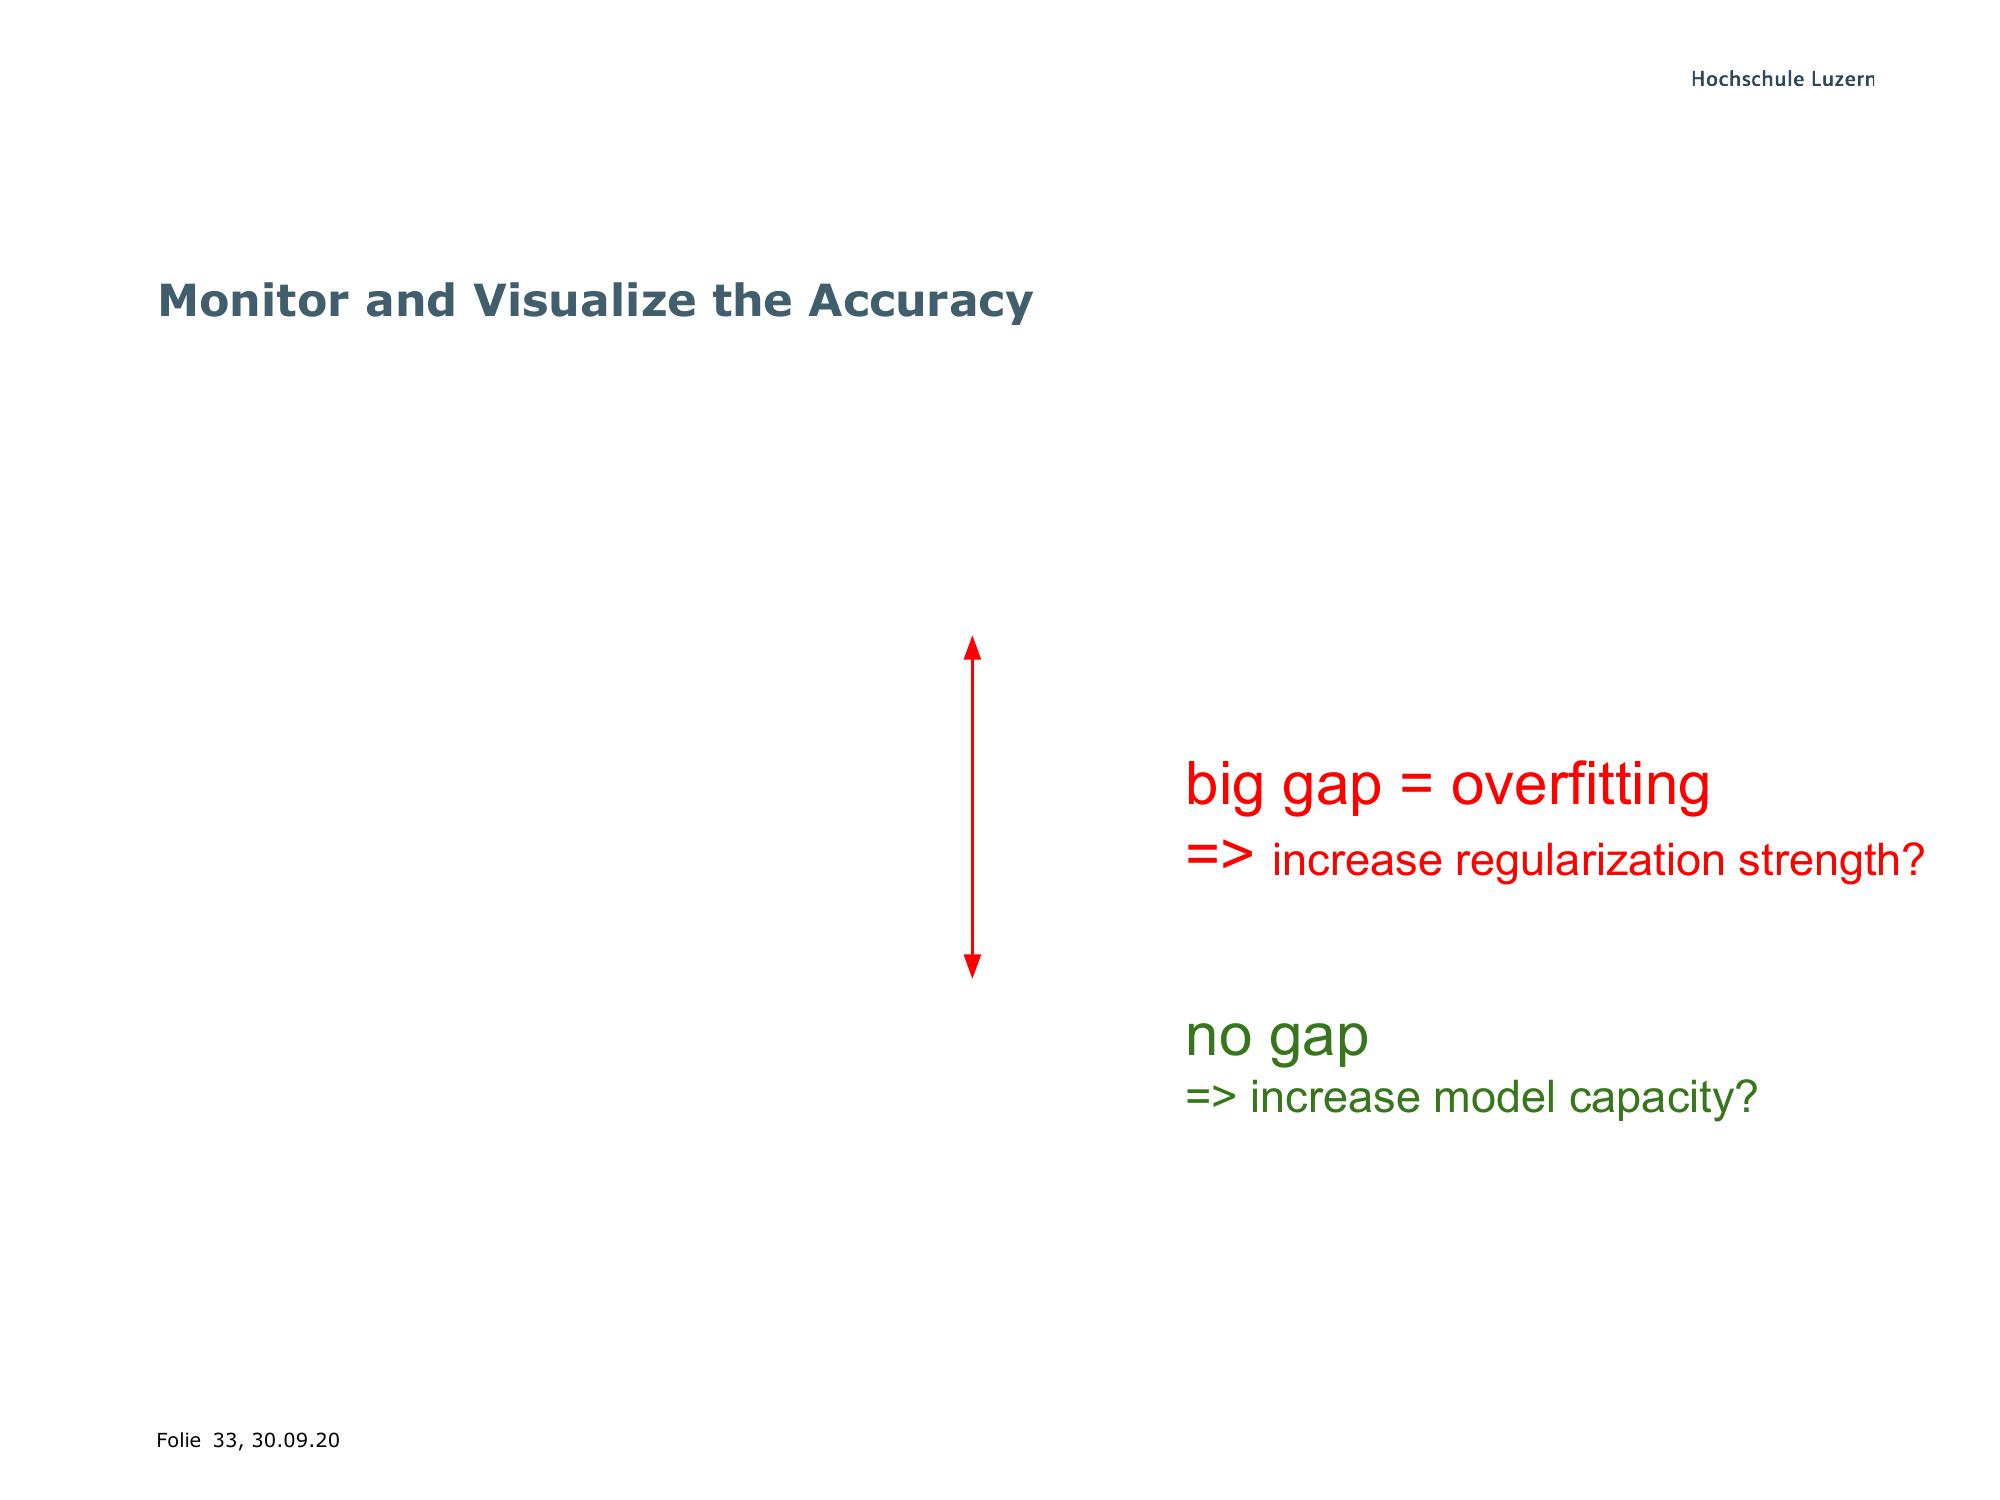 Hochschule Luzern
Monitor and Visualize the Accuracy
big gap = overfitting
=> increase regularization strength?
no gap
=> increase model capacity?
Folie 33, 30.09.20